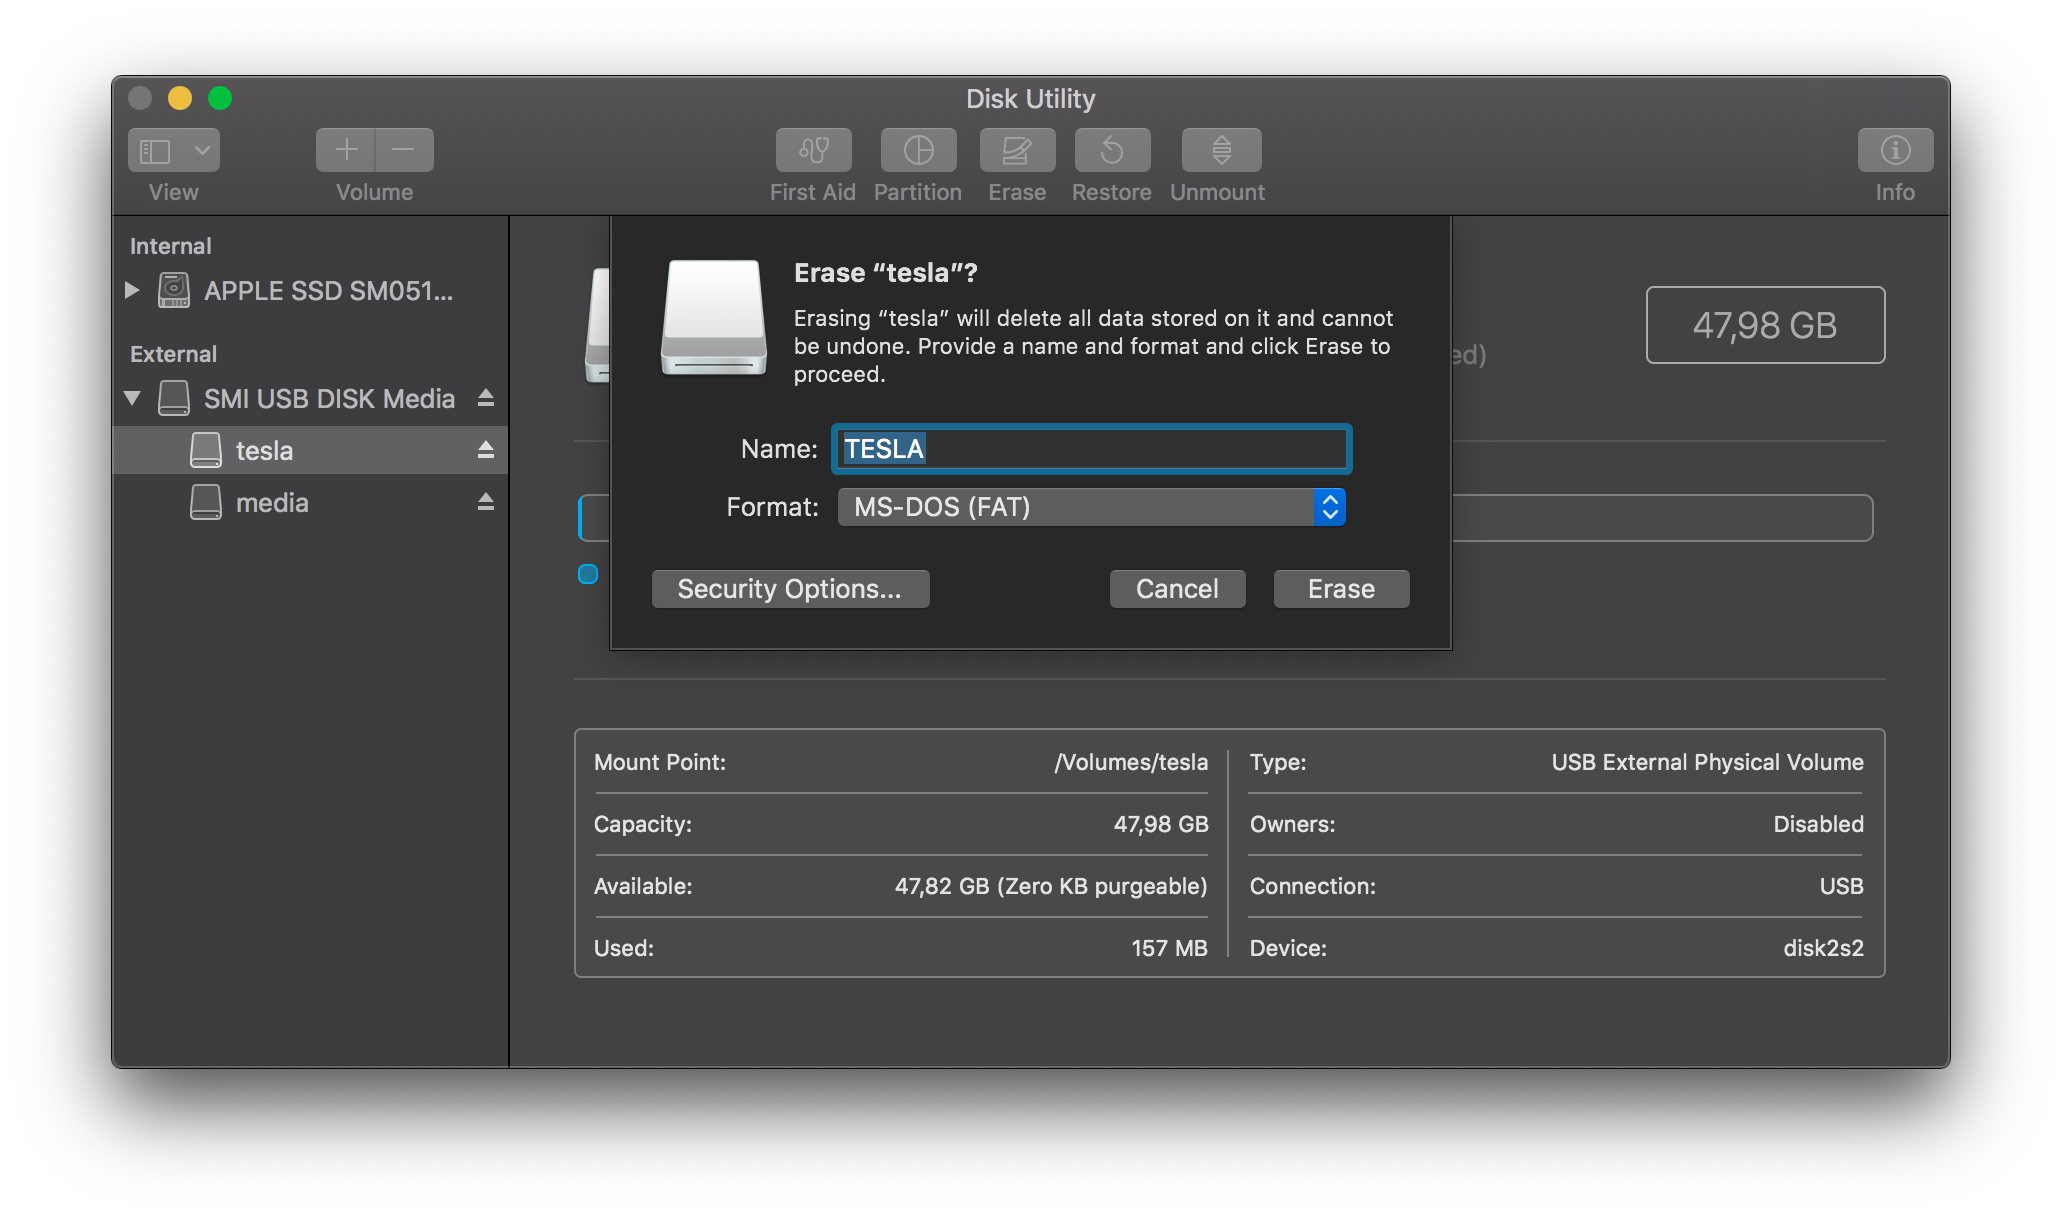 Disk Utility
View
Volume
First Aid
Partition
Erase
Restore
Unmount
Info
Internal
APPLE SSD SM051...
External
SMI USB DISK Media
tesla
media
Erase “tesla”?
Erasing “tesla” will delete all data stored on it and cannot
be undone. Provide a name and format and click Erase to
proceed.
Name: TESLA
Format: MS-DOS (FAT)
Security Options...
Cancel
Erase
ed)
47,98 GB
Mount Point: /Volumes/tesla
Capacity: 47,98 GB
Available: 47,82 GB (Zero KB purgeable)
Used: 157 MB
Type: USB External Physical Volume
Owners: Disabled
Connection: USB
Device: disk2s2